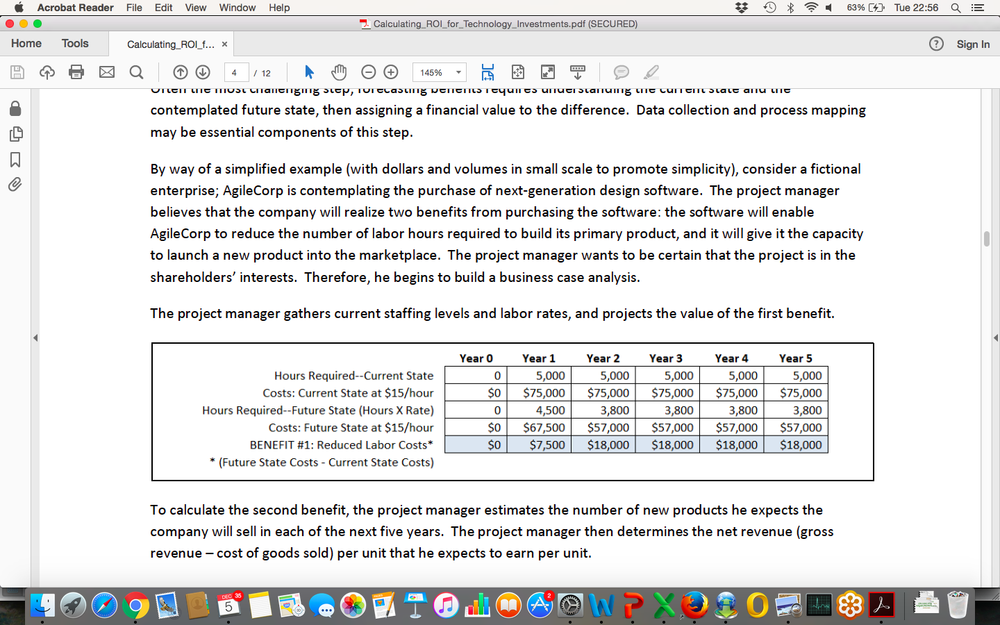 Acrobat Reader File Edit View Window Help 63% Tue 22:56
Calculating_ROI_for_Technology_Investments.pdf (SECURED)
Home Tools Calculating_ROI_f... × ? Sign In
4 / 12 145%
Often the most challenging step, forecasting benefits requires understanding the current state and the
contemplated future state, then assigning a financial value to the difference. Data collection and process mapping
may be essential components of this step.
By way of a simplified example (with dollars and volumes in small scale to promote simplicity), consider a fictional
enterprise; AgileCorp is contemplating the purchase of next-generation design software. The project manager
believes that the company will realize two benefits from purchasing the software: the software will enable
AgileCorp to reduce the number of labor hours required to build its primary product, and it will give it the capacity
to launch a new product into the marketplace. The project manager wants to be certain that the project is in the
shareholders’ interests. Therefore, he begins to build a business case analysis.
The project manager gathers current staffing levels and labor rates, and projects the value of the first benefit.
Year 0 Year 1 Year 2 Year 3 Year 4 Year 5
Hours Required--Current State 0 5,000 5,000 5,000 5,000 5,000
Costs: Current State at $15/hour $0 $75,000 $75,000 $75,000 $75,000 $75,000
Hours Required--Future State (Hours X Rate) 0 4,500 3,800 3,800 3,800 3,800
Costs: Future State at $15/hour $0 $67,500 $57,000 $57,000 $57,000 $57,000
BENEFIT #1: Reduced Labor Costs* $0 $7,500 $18,000 $18,000 $18,000 $18,000
* (Future State Costs - Current State Costs)
To calculate the second benefit, the project manager estimates the number of new products he expects the
company will sell in each of the next five years. The project manager then determines the net revenue (gross
revenue – cost of goods sold) per unit that he expects to earn per unit.
DEC 5 35 2